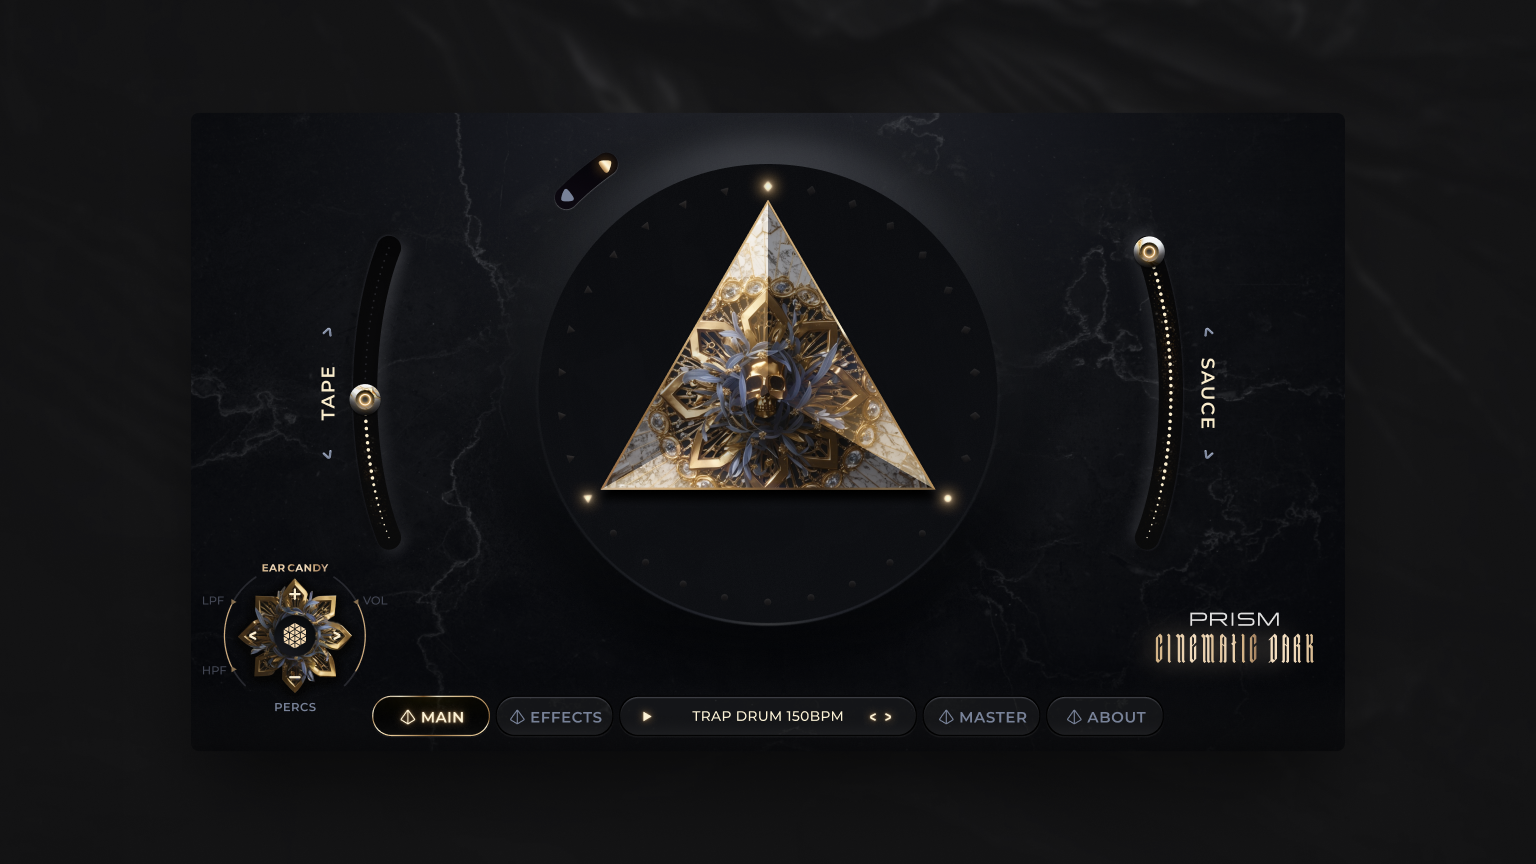 TAPE
SAUCE
EAR CANDY
LPF
VOL
HPF
PERCS
PRISM
CINEMATIC DARK
MAIN
EFFECTS
TRAP DRUM 150BPM
MASTER
ABOUT